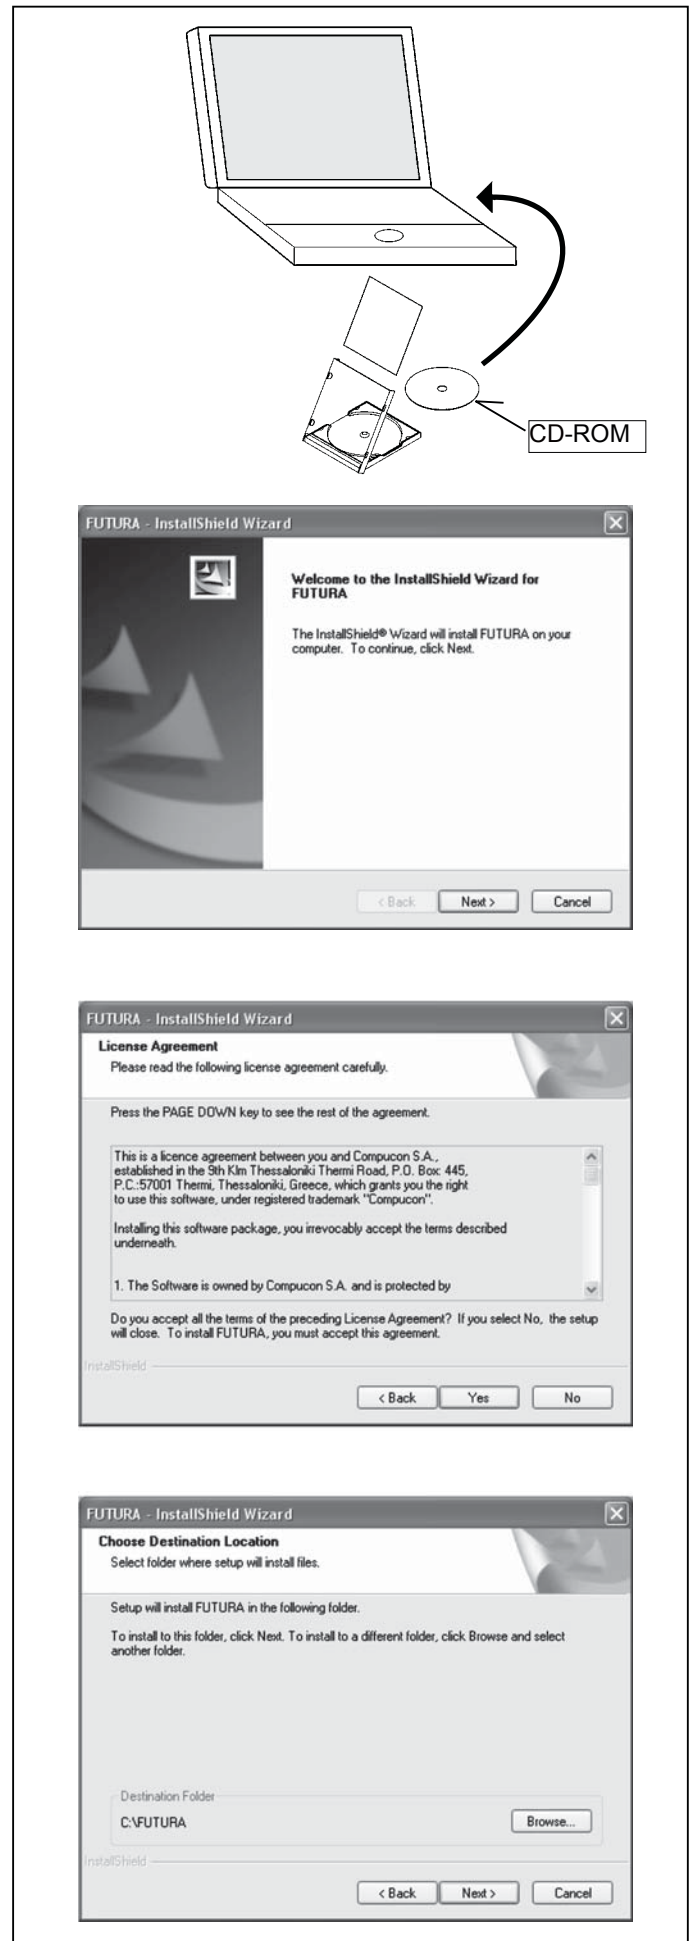 CD-ROM
FUTURA - InstallShield Wizard
Welcome to the InstallShield Wizard for
FUTURA
The InstallShield® Wizard will install FUTURA on your
computer. To continue, click Next.
< Back
Next >
Cancel
FUTURA - InstallShield Wizard
License Agreement
Please read the following license agreement carefully.
Press the PAGE DOWN key to see the rest of the agreement.
This is a licence agreement between you and Compucon S.A.,
established in the 9th Klm Thessaloniki Thermi Road, P.O. Box: 445,
P.C.:57001 Thermi, Thessaloniki, Greece, which grants you the right
to use this software, under registered trademark "Compucon".
Installing this software package, you irrevocably accept the terms described
underneath.
1. The Software is owned by Compucon S.A. and is protected by
Do you accept all the terms of the preceding License Agreement? If you select No, the setup
will close. To install FUTURA, you must accept this agreement.
InstallShield
< Back
Yes
No
FUTURA - InstallShield Wizard
Choose Destination Location
Select folder where setup will install files.
Setup will install FUTURA in the following folder.
To install to this folder, click Next. To install to a different folder, click Browse and select
another folder.
Destination Folder
C:\FUTURA
Browse...
InstallShield
< Back
Next >
Cancel